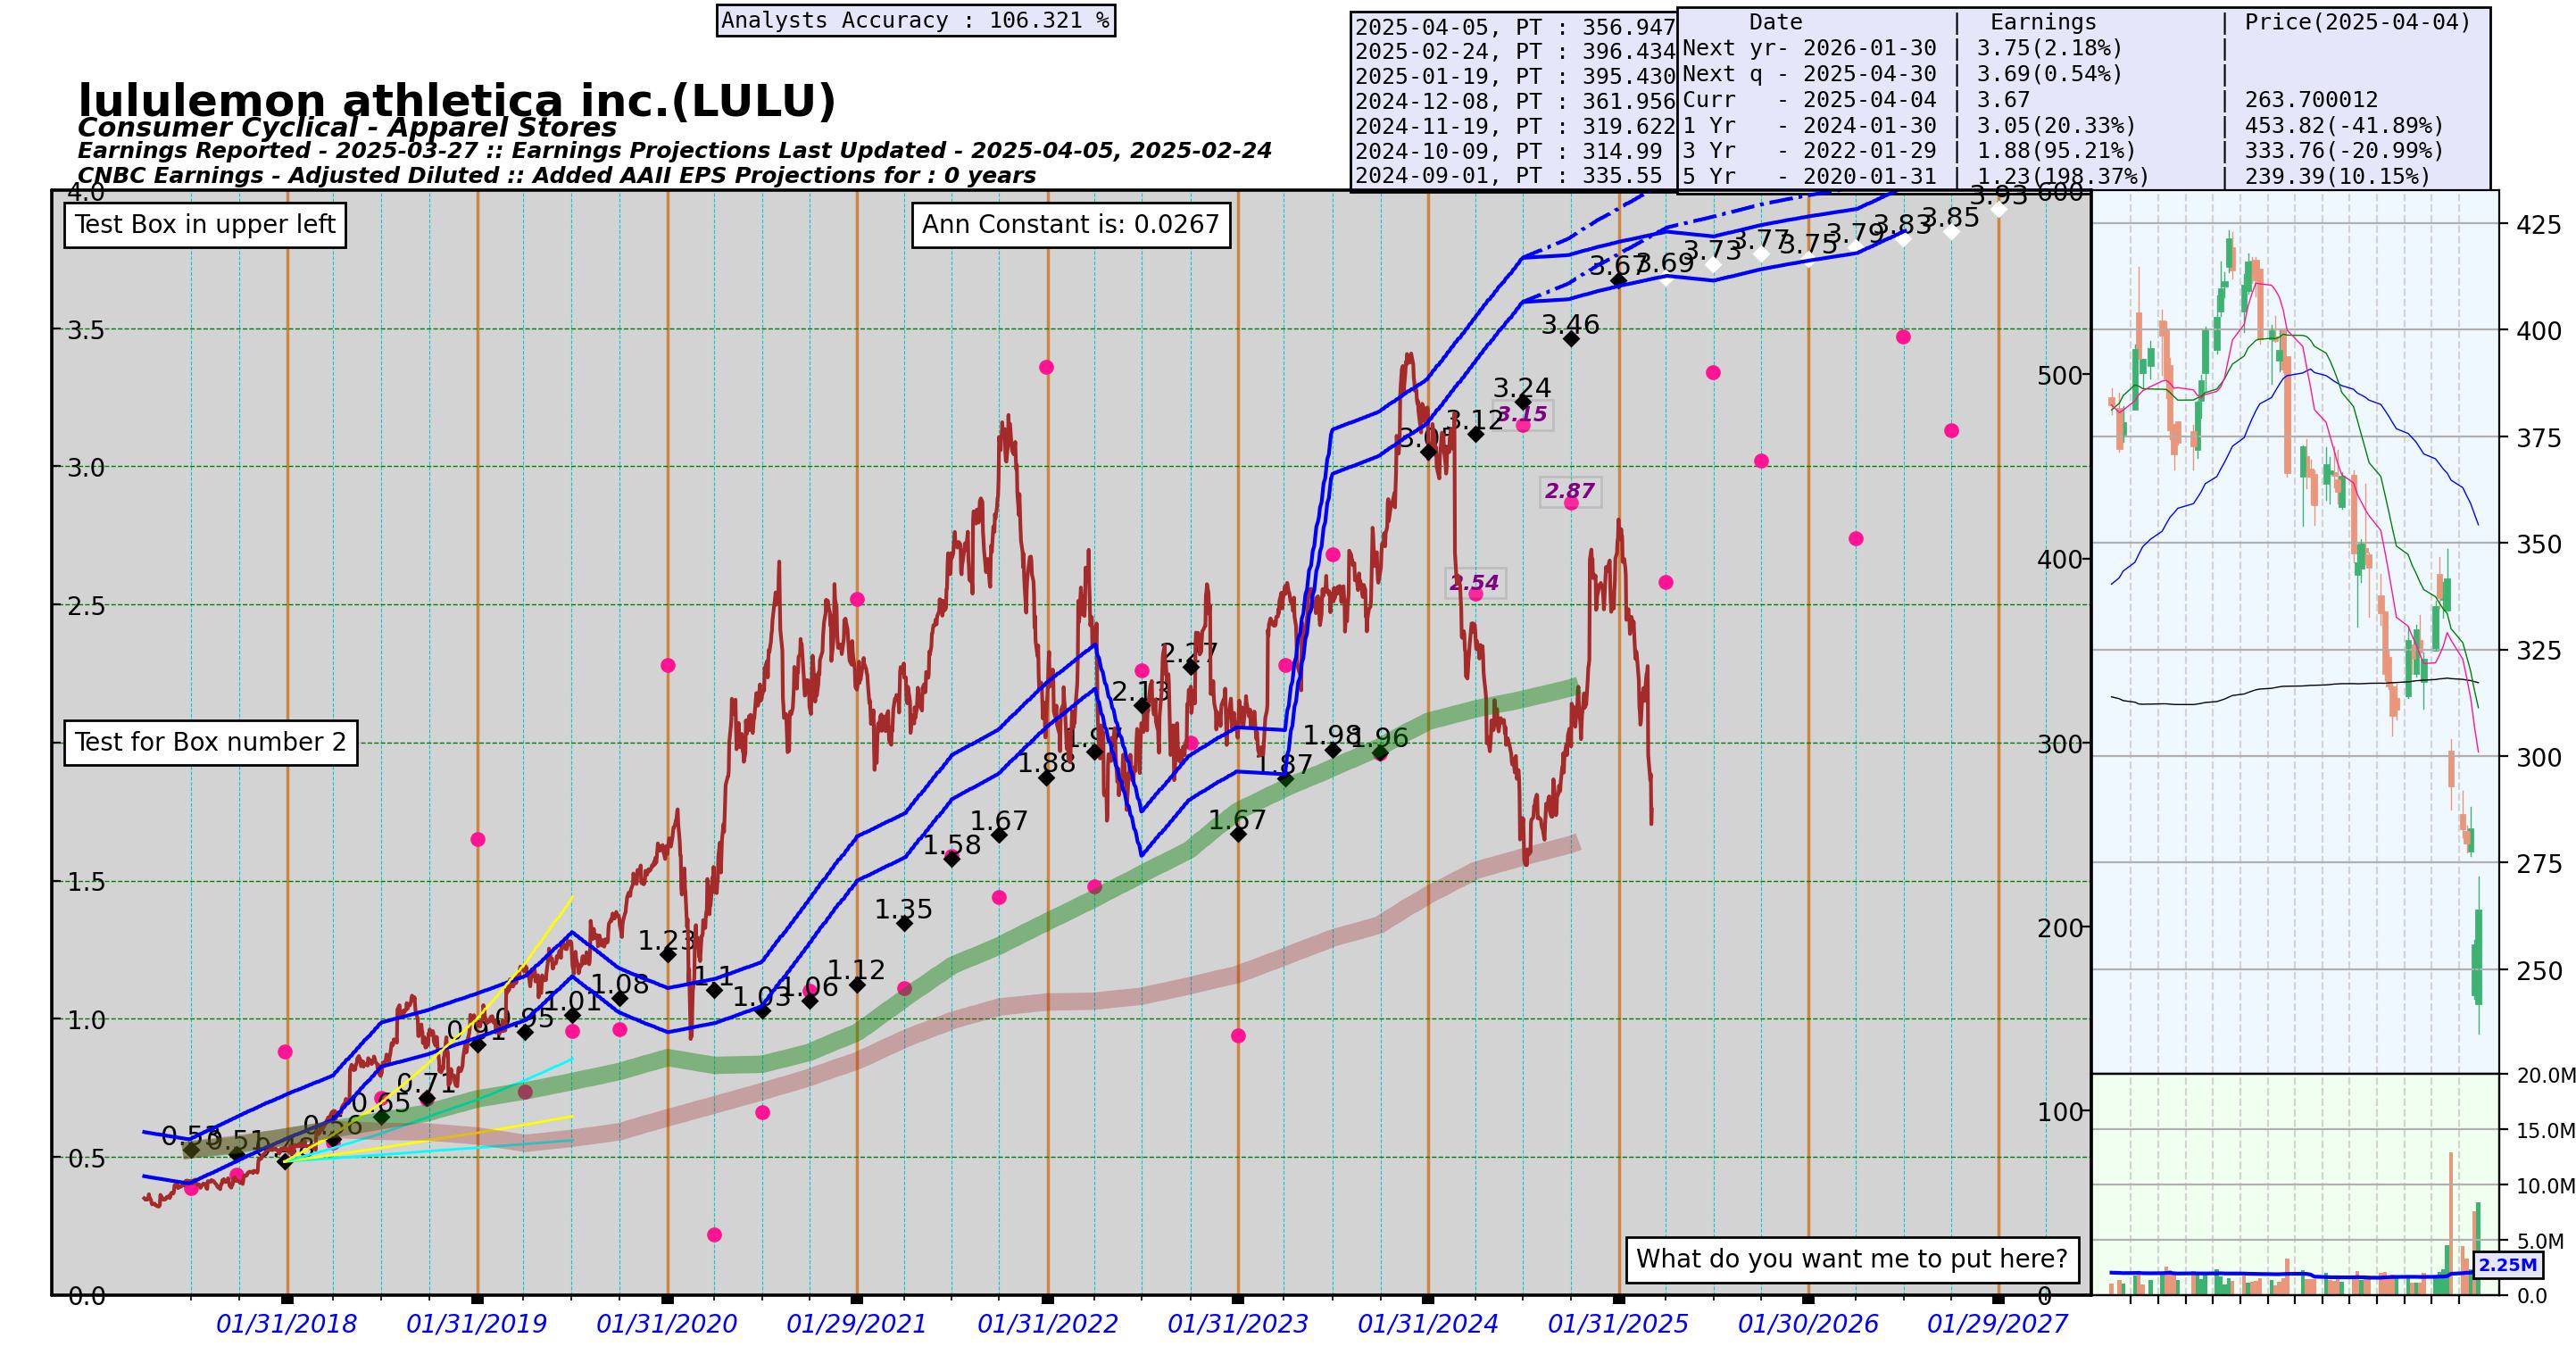 Analysts Accuracy : 106.321 %
lululemon athletica inc.(LULU)
Consumer Cyclical - Apparel Stores
Earnings Reported - 2025-03-27 :: Earnings Projections Last Updated - 2025-04-05, 2025-02-24
CNBC Earnings - Adjusted Diluted :: Added AAII EPS Projections for : 0 years
2025-04-05, PT : 356.947
2025-02-24, PT : 396.434
2025-01-19, PT : 395.430
2024-12-08, PT : 361.956
2024-11-19, PT : 319.622
2024-10-09, PT : 314.99
2024-09-01, PT : 335.55
Date | Earnings | Price(2025-04-04)
Next yr- 2026-01-30 | 3.75(2.18%) |
Next q - 2025-04-30 | 3.69(0.54%) |
Curr - 2025-04-04 | 3.67 | 263.700012
1 Yr - 2024-01-30 | 3.05(20.33%) | 453.82(-41.89%)
3 Yr - 2022-01-29 | 1.88(95.21%) | 333.76(-20.99%)
5 Yr - 2020-01-31 | 1.23(198.37%) | 239.39(10.15%)
Test Box in upper left
Ann Constant is: 0.0267
Test for Box number 2
What do you want me to put here?
4.0
3.5
3.0
2.5
1.5
1.0
0.5
0.0
0.51
0.56
0.65
0.71
0.91
0.95
1.01
1.08
1.23
1.1
1.03
1.06
1.12
1.35
1.58
1.67
1.88
1.97
2.13
2.27
1.67
1.87
1.98
1.96
3.12
3.24
3.46
3.67
3.69
3.73
3.77
3.75
3.79
3.83
3.85
3.93
2.54
3.15
2.87
600
500
400
300
200
100
0
425
400
375
350
325
300
275
250
20.0M
15.0M
10.0M
5.0M
2.25M
0.0
01/31/2018
01/31/2019
01/31/2020
01/29/2021
01/31/2022
01/31/2023
01/31/2024
01/31/2025
01/30/2026
01/29/2027